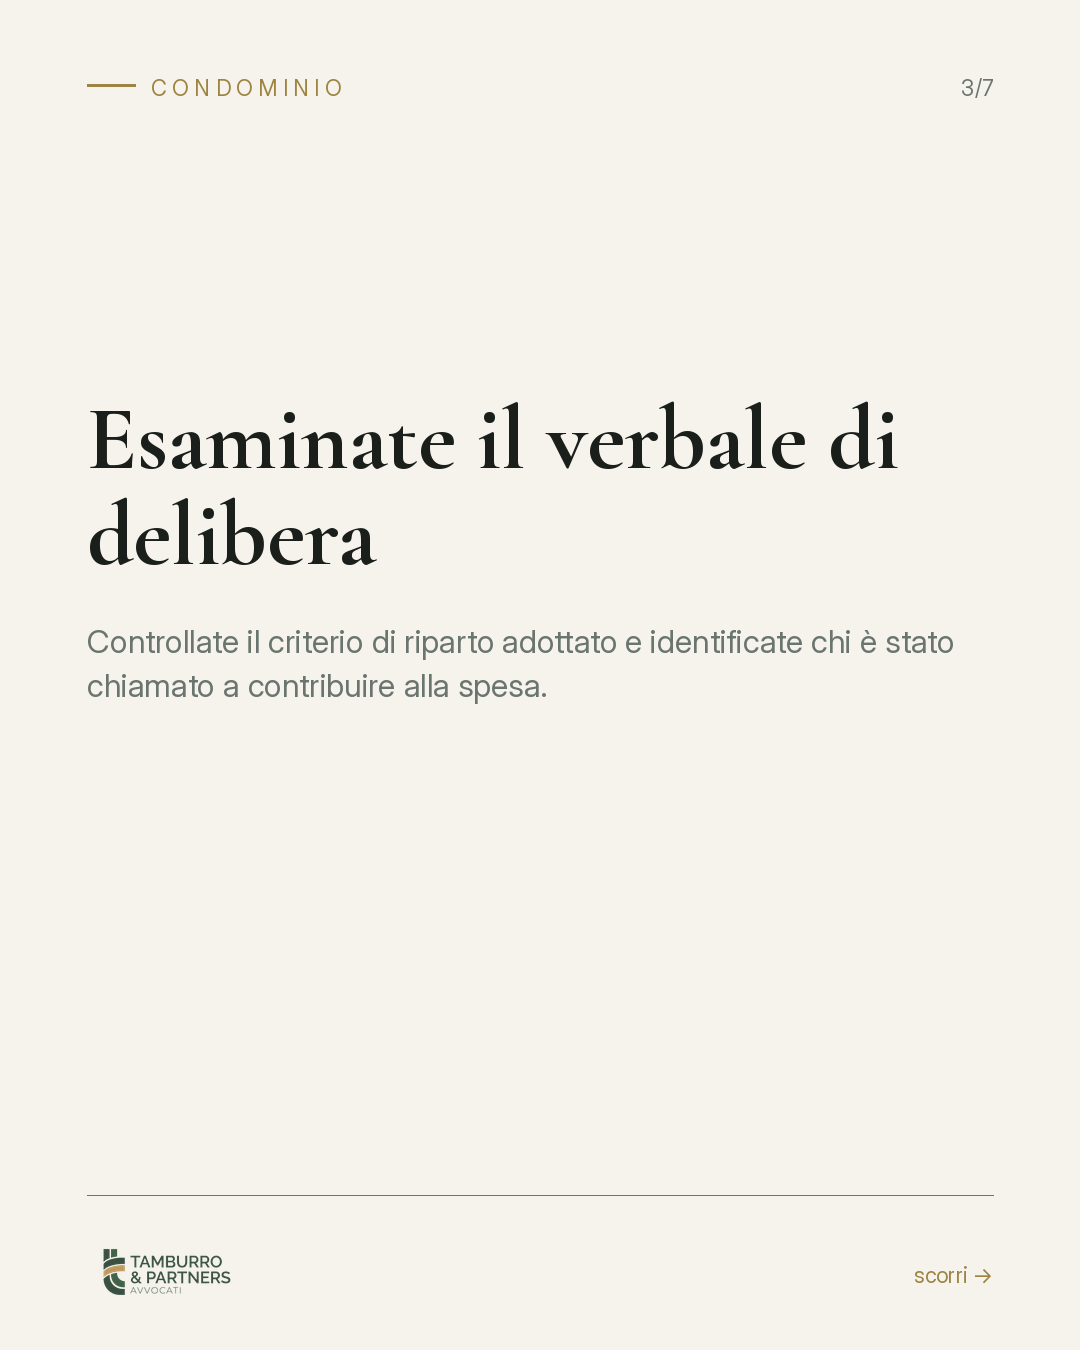 CONDOMINIO
3/7
Esaminate il verbale di
delibera
Controllate il criterio di riparto adottato e identificate chi è stato
chiamato a contribuire alla spesa.
TAMBURRO
& PARTNERS
AVVOCATI
scorri →